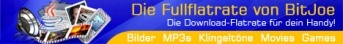 Die Fullflatrate von BitJoe
Die Download-Flatrate für dein Handy!
Bilder MP3s Klingeltöne Movies Games